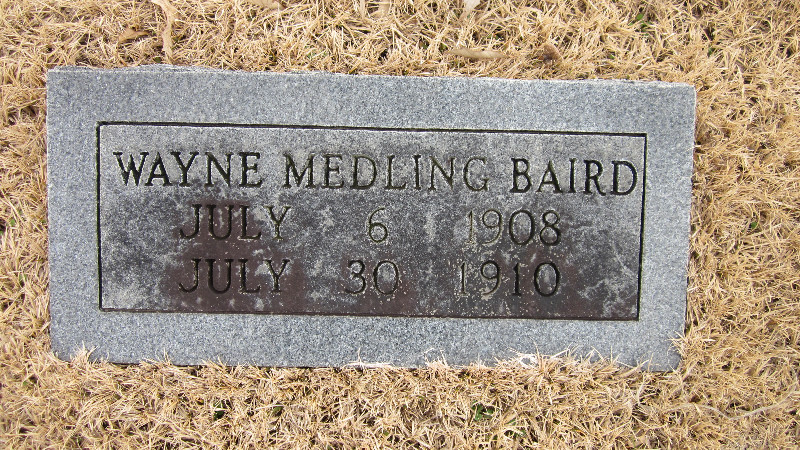 WAYNE MEDLING BAIRD
JULY 6 1908
JULY 30 1910